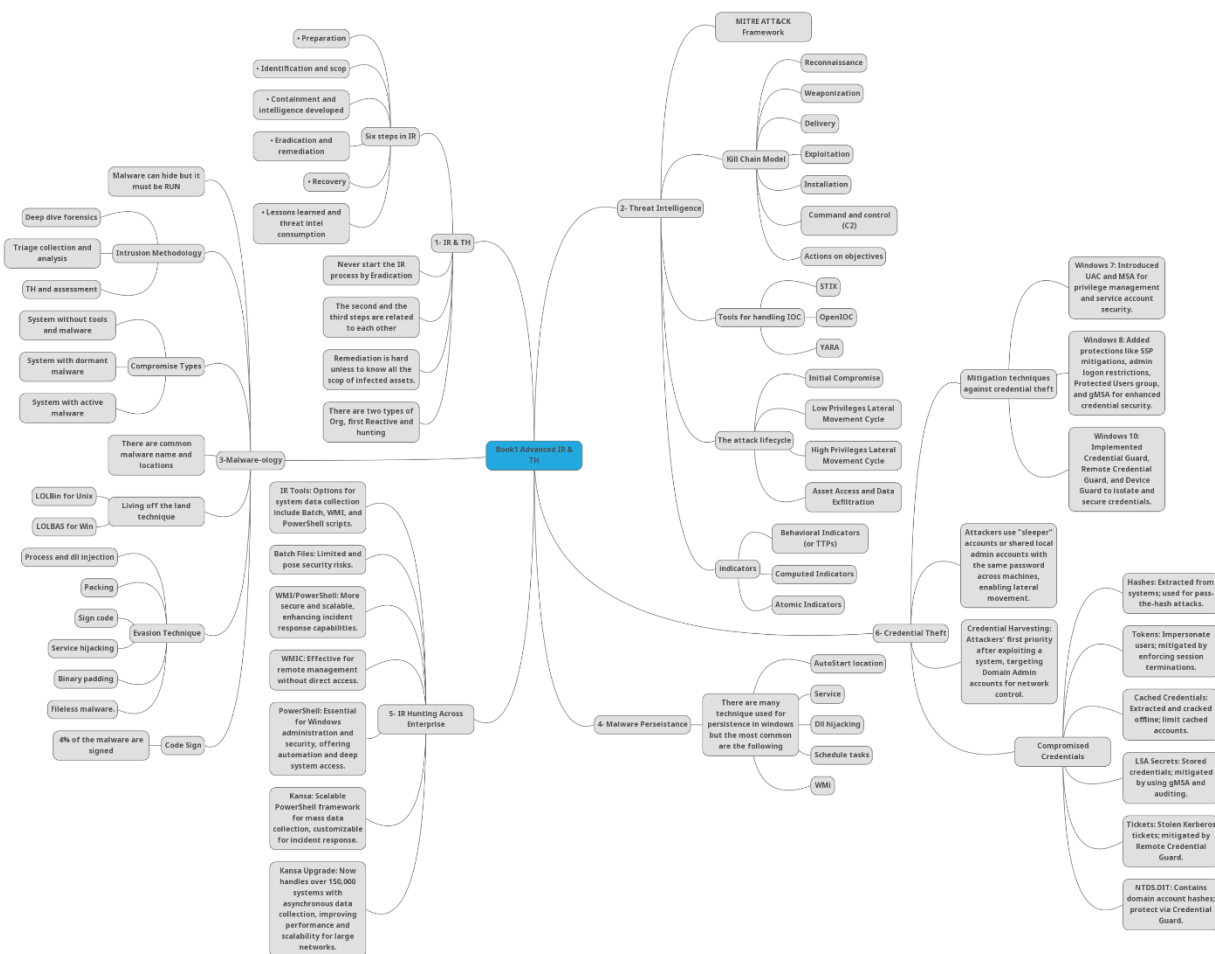 Book1 Advanced IR &
TH
1- IR & TH
Six steps in IR
• Preparation
• Identification and scop
• Containment and
intelligence developed
• Eradication and
remediation
• Recovery
• Lessons learned and
threat intel
consumption
Never start the IR
process by Eradication
The second and the
third steps are related
to each other
Remediation is hard
unless to know all the
scop of infected assets.
There are two types of
Org, first Reactive and
hunting
2- Threat Intelligence
MITRE ATT&CK
Framework
Kill Chain Model
Reconnaissance
Weaponization
Delivery
Exploitation
Installation
Command and control
(C2)
Actions on objectives
Tools for handling IOC
STIX
OpenIOC
YARA
The attack lifecycle
Initial Compromise
Low Privileges Lateral
Movement Cycle
High Privileges Lateral
Movement Cycle
Asset Access and Data
Exfiltration
Indicators
Behavioral Indicators
(or TTPs)
Computed Indicators
Atomic Indicators
3-Malware-ology
Malware can hide but it
must be RUN
Intrusion Methodology
Deep dive forensics
Triage collection and
analysis
TH and assessment
Compromise Types
System without tools
and malware
System with dormant
malware
System with active
malware
There are common
malware name and
locations
Living off the land
technique
LOLBin for Unix
LOLBAS for Win
Evasion Technique
Process and dll injection
Packing
Sign code
Service hijacking
Binary padding
Fileless malware.
Code Sign
4% of the malware are
signed
4- Malware Perseistance
There are many
technique used for
persistence in windows
but the most common
are the following
AutoStart location
Service
Dll hijacking
Schedule tasks
WMi
5- IR Hunting Across
Enterprise
IR Tools: Options for
system data collection
include Batch, WMI, and
PowerShell scripts.
Batch Files: Limited and
pose security risks.
WMI/PowerShell: More
secure and scalable,
enhancing incident
response capabilities.
WMIC: Effective for
remote management
without direct access.
PowerShell: Essential
for Windows
administration and
security, offering
automation and deep
system access.
Kansa: Scalable
PowerShell framework
for mass data
collection, customizable
for incident response.
Kansa Upgrade: Now
handles over 150,000
systems with
asynchronous data
collection, improving
performance and
scalability for large
networks.
6- Credential Theft
Mitigation techniques
against credential theft
Windows 7: Introduced
UAC and MSA for
privilege management
and service account
security.
Windows 8: Added
protections like SSP
mitigations, admin
logon restrictions,
Protected Users group,
and gMSA for enhanced
credential security.
Windows 10:
Implemented
Credential Guard,
Remote Credential
Guard, and Device
Guard to isolate and
secure credentials.
Attackers use "sleeper"
accounts or shared local
admin accounts with
the same password
across machines,
enabling lateral
movement.
Credential Harvesting:
Attackers' first priority
after exploiting a
system, targeting
Domain Admin
accounts for network
control.
Compromised
Credentials
Hashes: Extracted from
systems; used for pass-
the-hash attacks.
Tokens: Impersonate
users; mitigated by
enforcing session
terminations.
Cached Credentials:
Extracted and cracked
offline; limit cached
accounts.
LSA Secrets: Stored
credentials; mitigated
by using gMSA and
auditing.
Tickets: Stolen Kerberos
tickets; mitigated by
Remote Credential
Guard.
NTDS.DIT: Contains
domain account hashes;
protect via Credential
Guard.